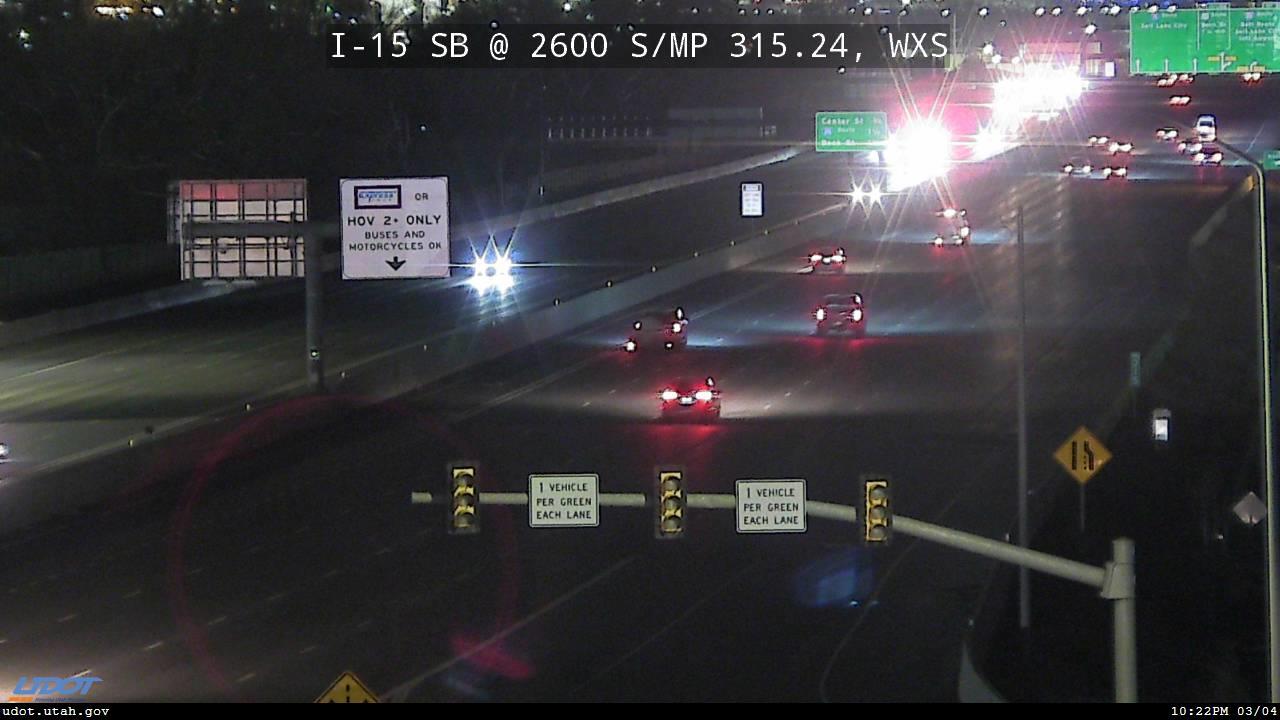 I-15 SB @ 2600 S/MP 315.24, WXS
Center St
Express OR
HOV 2+ ONLY
BUSES AND
MOTORCYCLES OK
1 VEHICLE
PER GREEN
EACH LANE
1 VEHICLE
PER GREEN
EACH LANE
UDOT
udot.utah.gov
10:22PM 03/04